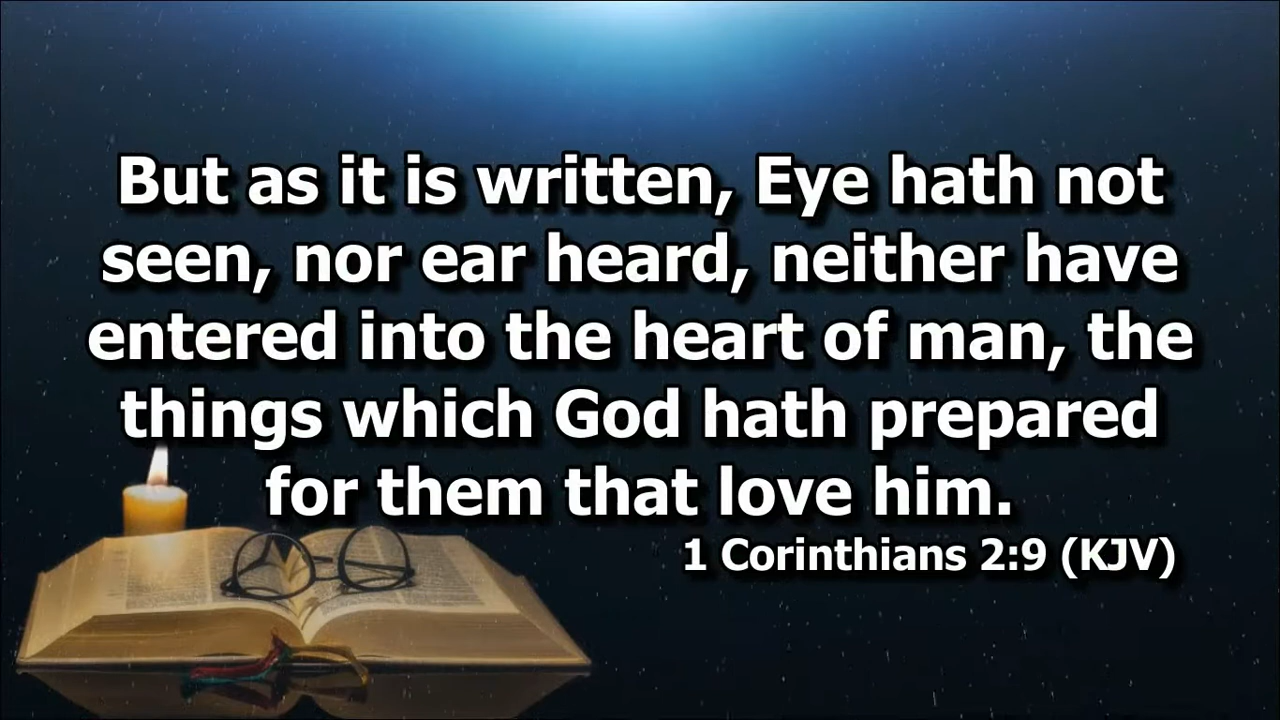 But as it is written, Eye hath not
seen, nor ear heard, neither have
entered into the heart of man, the
things which God hath prepared
for them that love him.
1 Corinthians 2:9 (KJV)